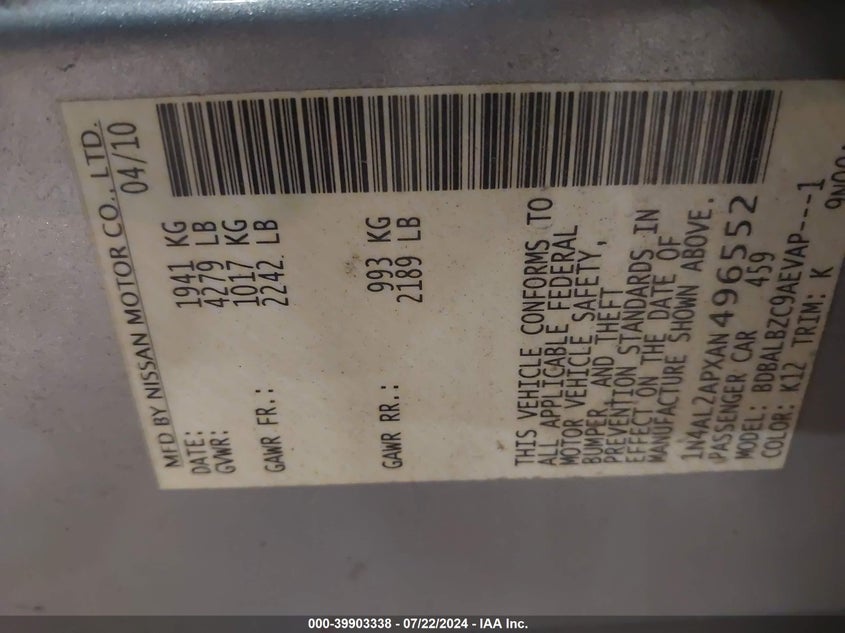 MFD BY NISSAN MOTOR CO., LTD.
DATE: 04/10
GVWR: 1941 KG
4279 LB
GAWR FR.: 1017 KG
2242 LB
GAWR RR.: 993 KG
2189 LB
THIS VEHICLE CONFORMS TO
ALL APPLICABLE FEDERAL
MOTOR VEHICLE SAFETY,
BUMPER, AND THEFT
PREVENTION STANDARDS IN
EFFECT ON THE DATE OF
MANUFACTURE SHOWN ABOVE.
1N4AL2APXAN496552
PASSENGER CAR 459
MODEL: BDBALBZC9AEVAP---1
COLOR: K12 TRIM: K
000-39903338 - 07/22/2024 - IAA Inc.